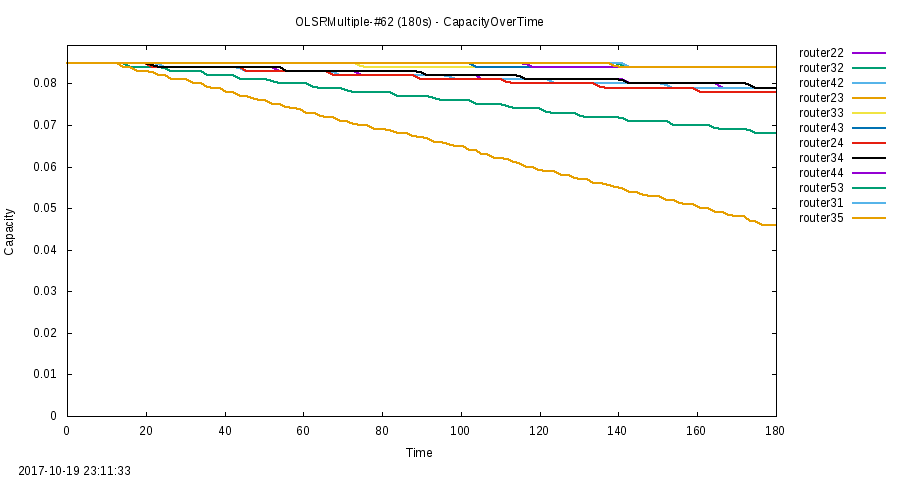 OLSRMultiple-#62 (180s) - CapacityOverTime
router22
router32
router42
router23
router33
router43
router24
router34
router44
router53
router31
router35
0.08
0.07
0.06
0.05
0.04
0.03
0.02
0.01
0
Capacity
0 20 40 60 80 100 120 140 160 180
Time
2017-10-19 23:11:33